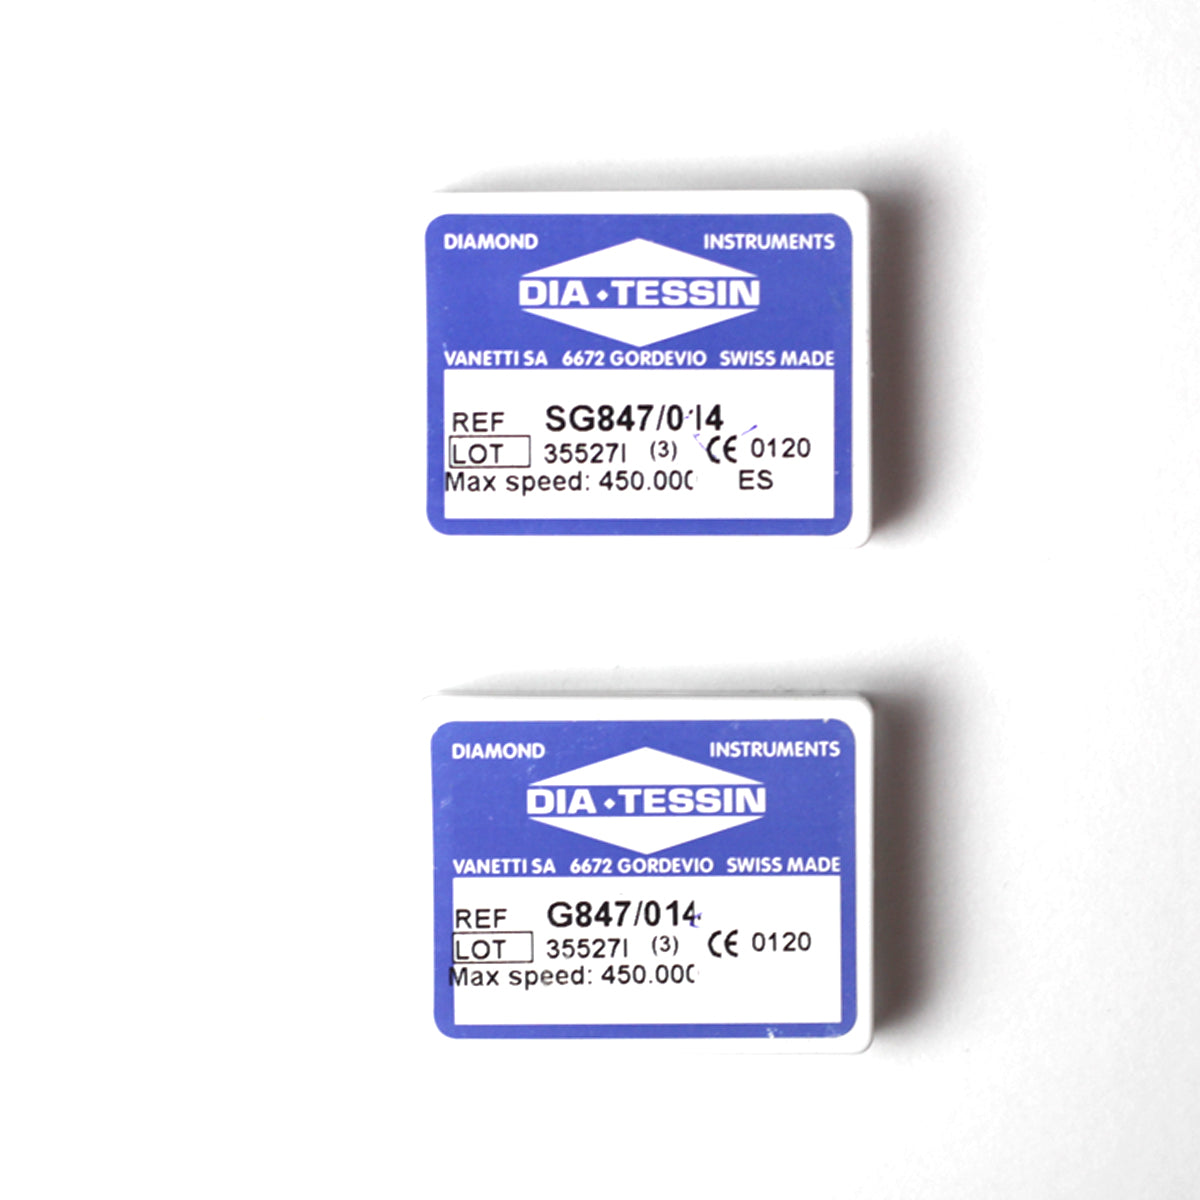 DIAMOND INSTRUMENTS
DIA TESSIN
VANETTI SA 6672 GORDEVIO SWISS MADE
REF SG847/014
LOT 35527I (3) CE 0120
Max speed: 450.000 ES
DIAMOND INSTRUMENTS
DIA TESSIN
VANETTI SA 6672 GORDEVIO SWISS MADE
REF G847/014
LOT 35527I (3) CE 0120
Max speed: 450.000